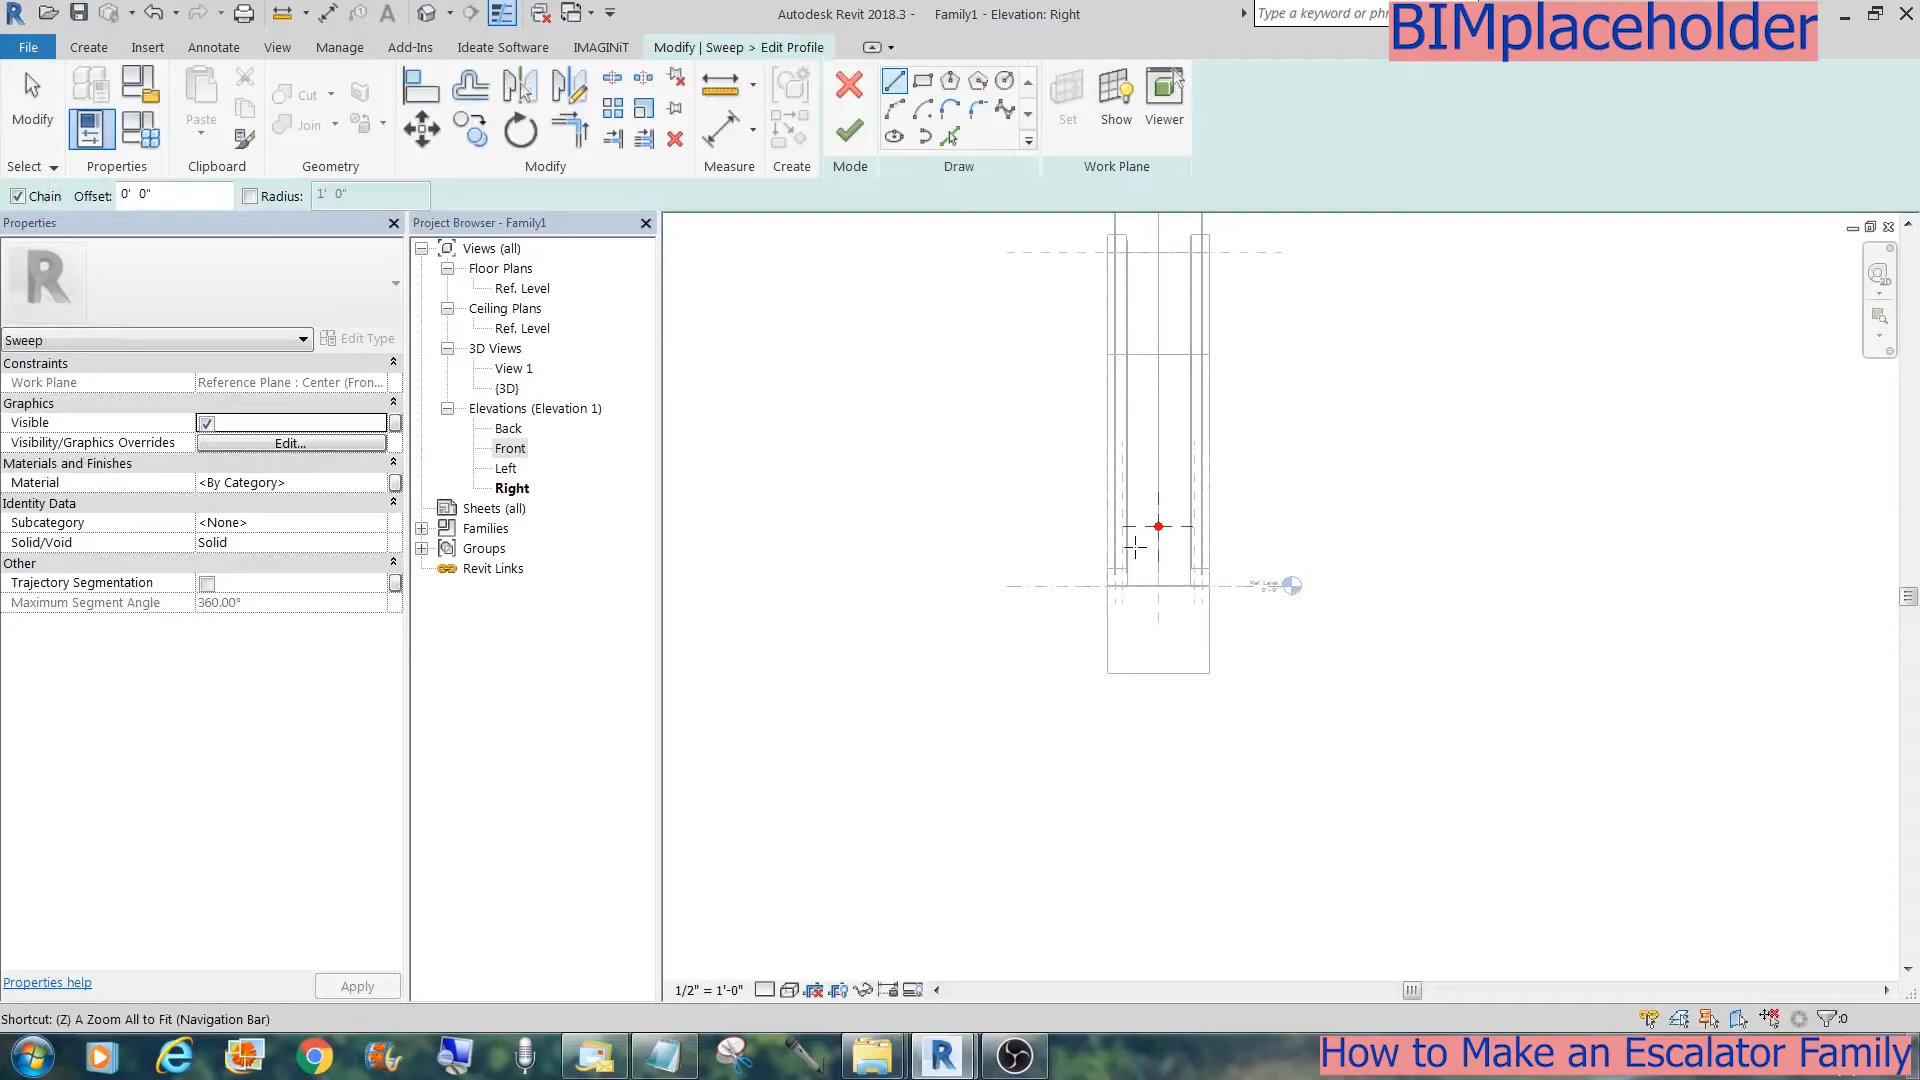 Autodesk Revit 2018.3 -
Family1 - Elevation: Right
Type a keyword or phr
BIMplaceholder
File
Create
Insert
Annotate
View
Manage
Add-Ins
Ideate Software
IMAGINiT
Modify | Sweep > Edit Profile
Modify
Paste
Cut
Join
Set
Show
Viewer
Select
Properties
Clipboard
Geometry
Modify
Measure
Create
Mode
Draw
Work Plane
Chain
Offset:
0' 0"
Radius:
1' 0"
Properties
Project Browser - Family1
Sweep
Edit Type
Constraints
Work Plane
Reference Plane : Center (Fron...
Graphics
Visible
Visibility/Graphics Overrides
Edit...
Materials and Finishes
Material
<By Category>
Identity Data
Subcategory
<None>
Solid/Void
Solid
Other
Trajectory Segmentation
Maximum Segment Angle
360.00°
Properties help
Apply
Views (all)
Floor Plans
Ref. Level
Ceiling Plans
Ref. Level
3D Views
View 1
{3D}
Elevations (Elevation 1)
Back
Front
Left
Right
Sheets (all)
Families
Groups
Revit Links
Ref. Level
0' - 0"
2D
1/2" = 1'-0"
Shortcut: (Z) A Zoom All to Fit (Navigation Bar)
:0
How to Make an Escalator Family